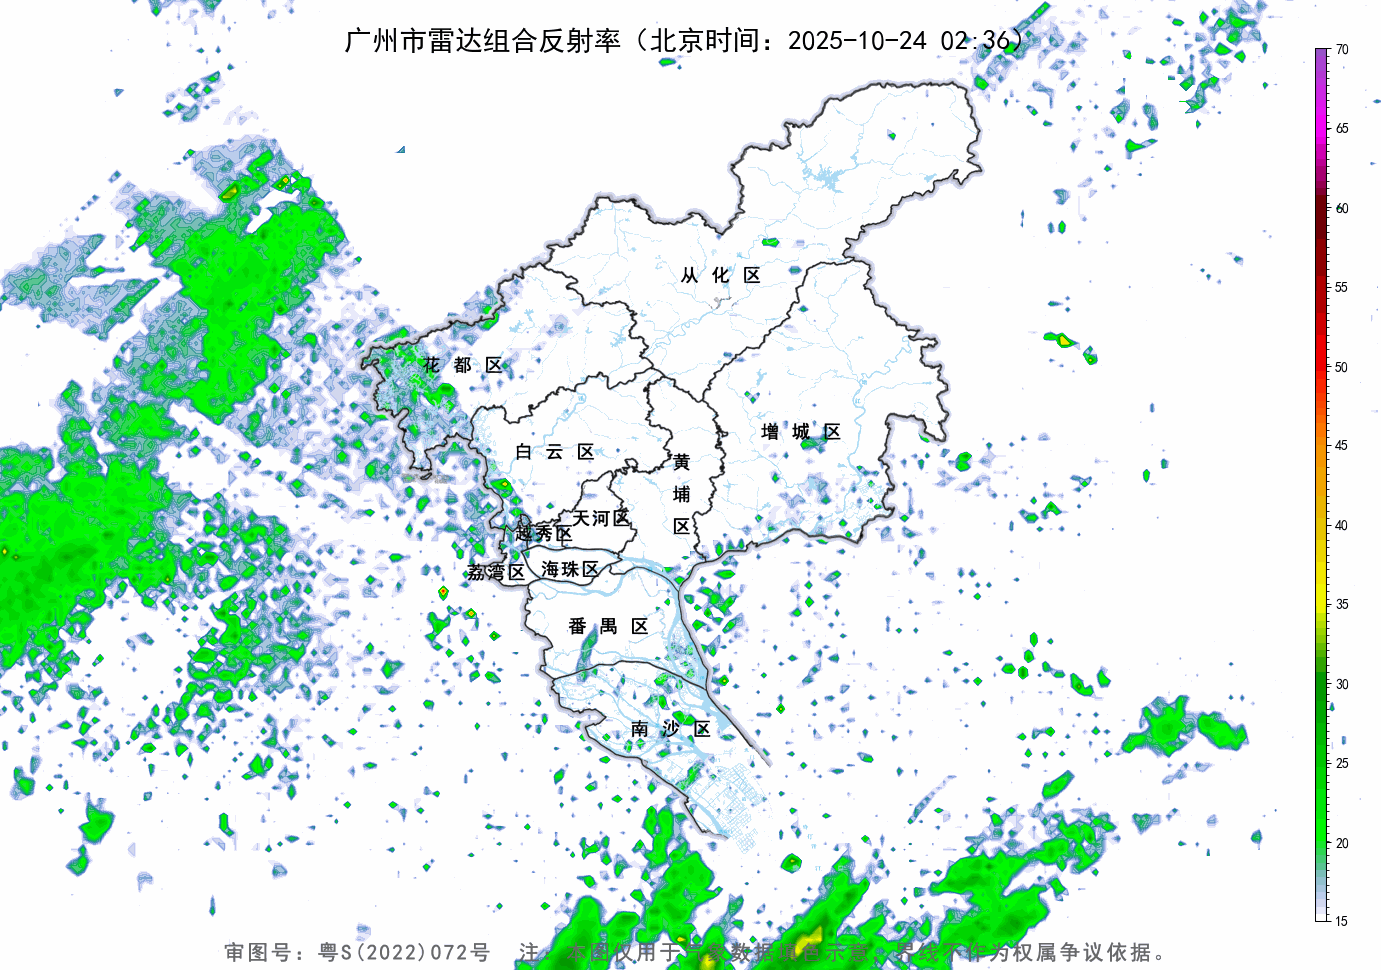 广州市雷达组合反射率（北京时间：2025-10-24 02:36）
70
65
60
55
50
45
40
35
30
25
20
15
从化区
花都区
增城区
白云区
黄埔区
天河区
越秀区
海珠区
荔湾区
番禺区
南沙区
审图号：粤S(2022)072号 注：本图仅用于气象数据填色示意，界线不作为权属争议依据。